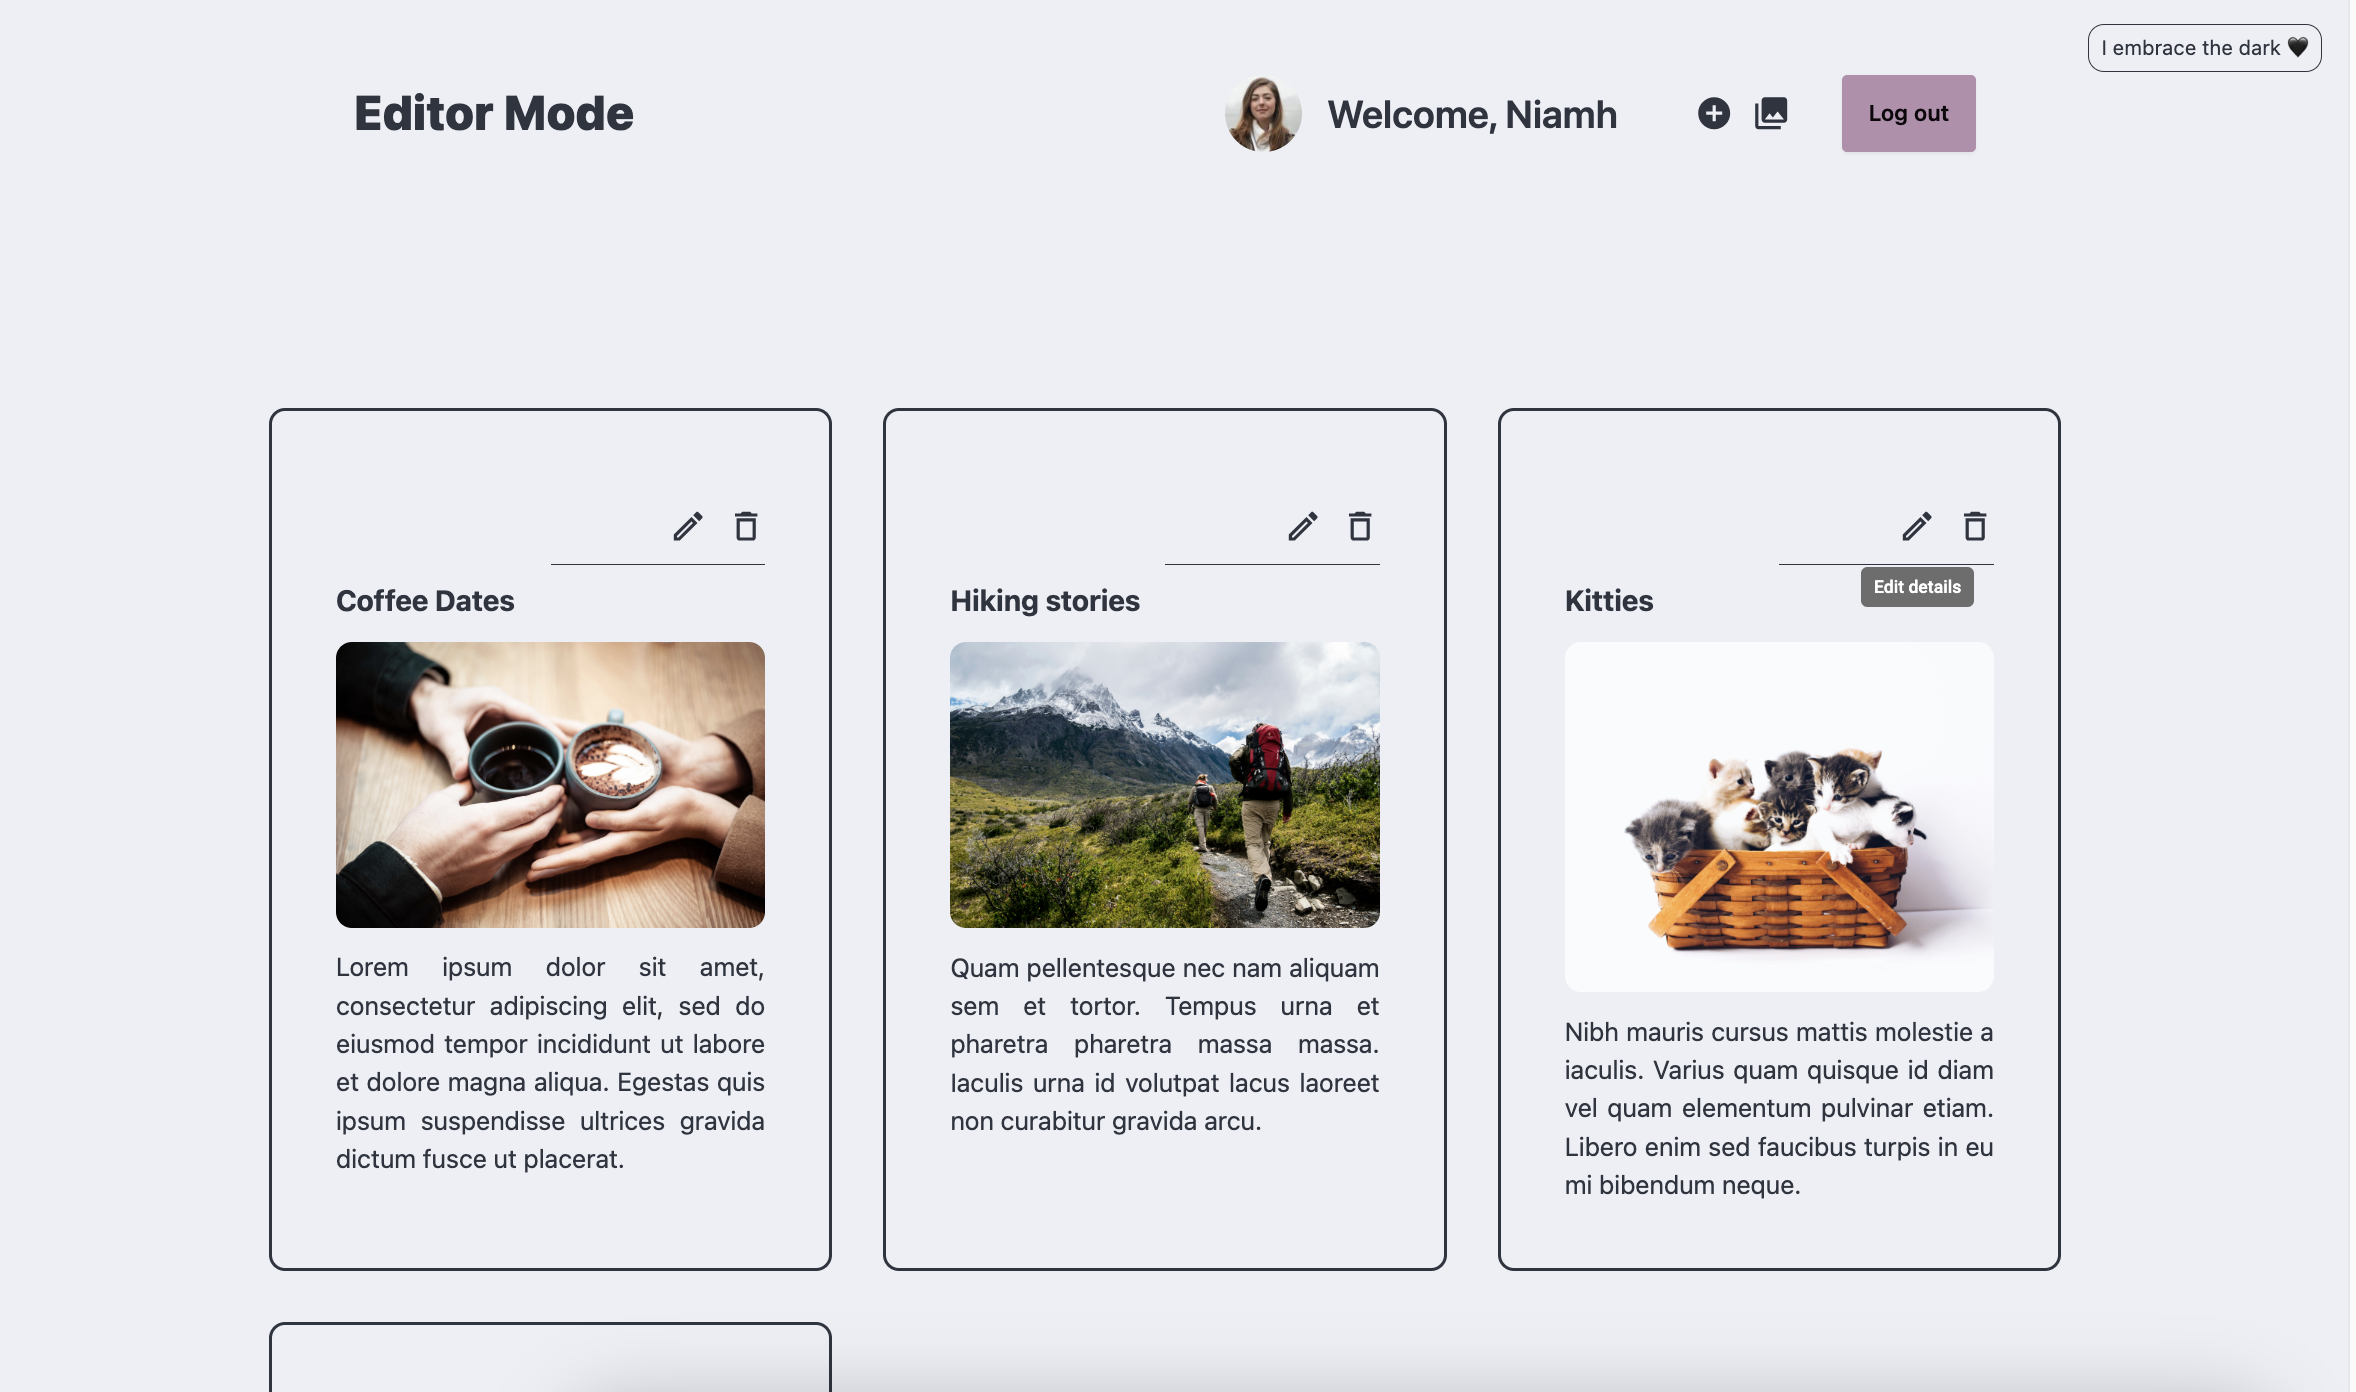 I embrace the dark 🖤
Editor Mode
Welcome, Niamh
Log out
Coffee Dates
Lorem ipsum dolor sit amet,
consectetur adipiscing elit, sed do
eiusmod tempor incididunt ut labore
et dolore magna aliqua. Egestas quis
ipsum suspendisse ultrices gravida
dictum fusce ut placerat.
Hiking stories
Quam pellentesque nec nam aliquam
sem et tortor. Tempus urna et
pharetra pharetra massa massa.
Iaculis urna id volutpat lacus laoreet
non curabitur gravida arcu.
Edit details
Kitties
Nibh mauris cursus mattis molestie a
iaculis. Varius quam quisque id diam
vel quam elementum pulvinar etiam.
Libero enim sed faucibus turpis in eu
mi bibendum neque.